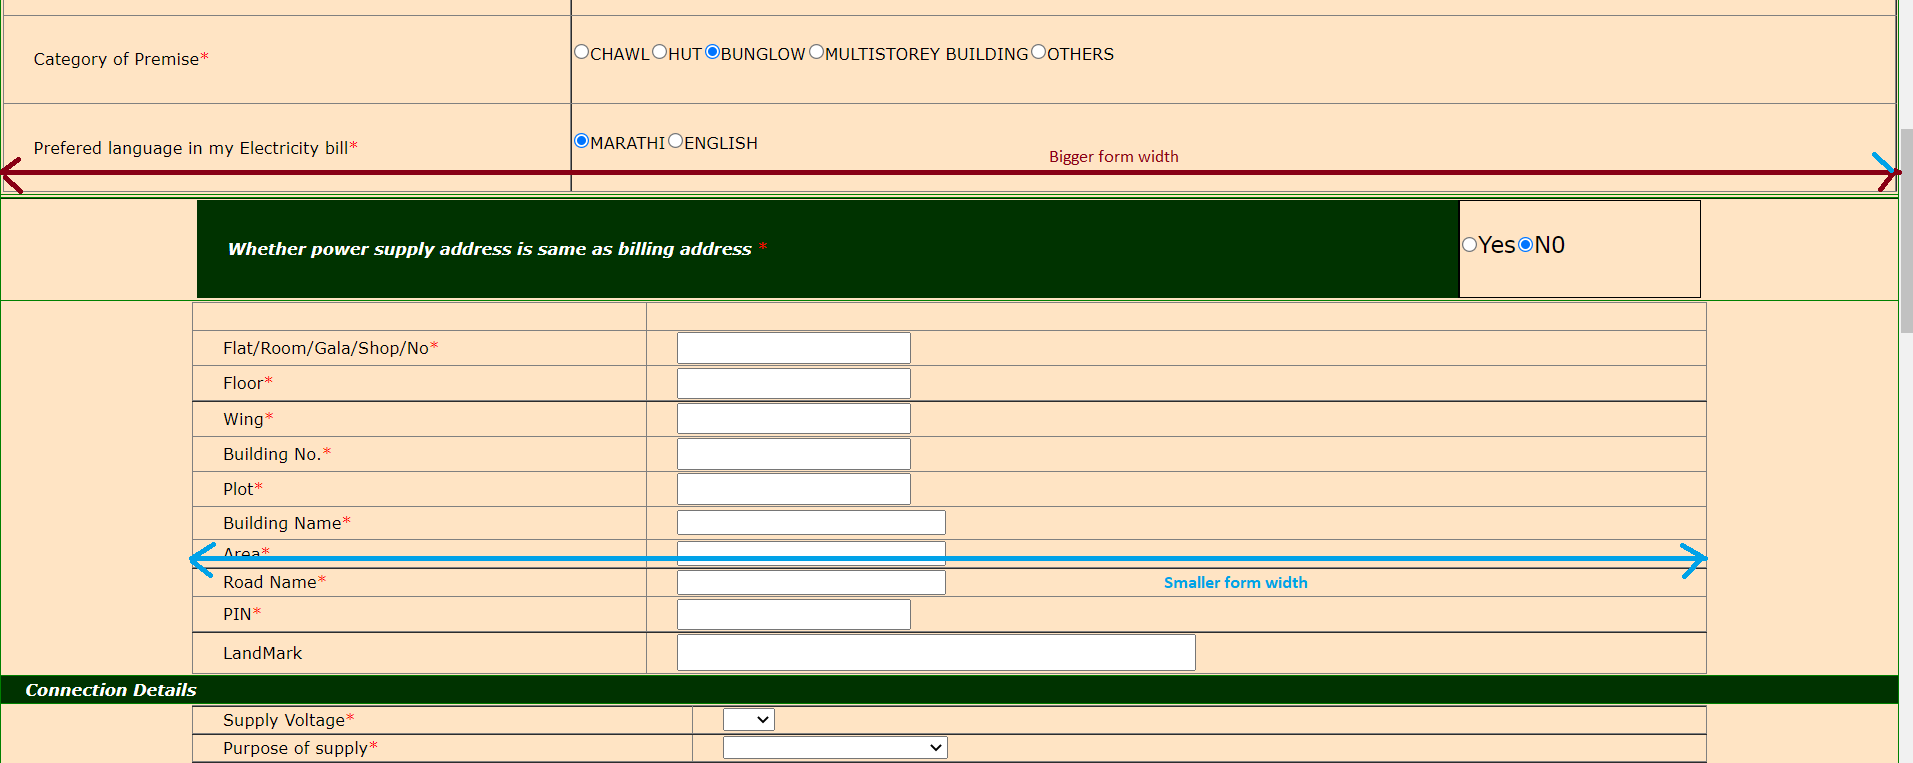 Category of Premise*
CHAWL HUT BUNGLOW MULTISTOREY BUILDING OTHERS
Prefered language in my Electricity bill*
MARATHI ENGLISH
Bigger form width
Whether power supply address is same as billing address *
Yes N0
Flat/Room/Gala/Shop/No*
Floor*
Wing*
Building No.*
Plot*
Building Name*
Area*
Road Name*
Smaller form width
PIN*
LandMark
Connection Details
Supply Voltage*
Purpose of supply*